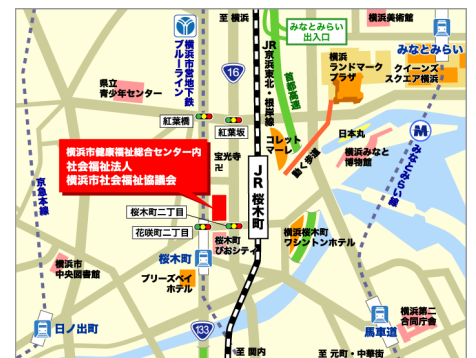 至 横浜
横浜美術館
みなとみらい
出入口
みなとみらい
横浜市営地下鉄
ブルーライン
16
JR
京浜東北・根岸線
首都高速
横浜
ランドマーク
プラザ
クイーンズ
スクエア横浜
県立
青少年センター
紅葉橋
紅葉坂
コレット
マーレ
動く歩道
日本丸
横浜みなと
博物館
みなとみらい線
横浜市健康福祉総合センター内
社会福祉法人
横浜市社会福祉協議会
宝光寺
卍
JR 桜木町
京急本線
桜木町二丁目
花咲町二丁目
桜木町
ぴおシティ
横浜桜木町
ワシントンホテル
桜木町
横浜市
中央図書館
ブリーズベイ
ホテル
日ノ出町
133
馬車道
横浜第二
合同庁舎
至 関内
至 元町・中華街